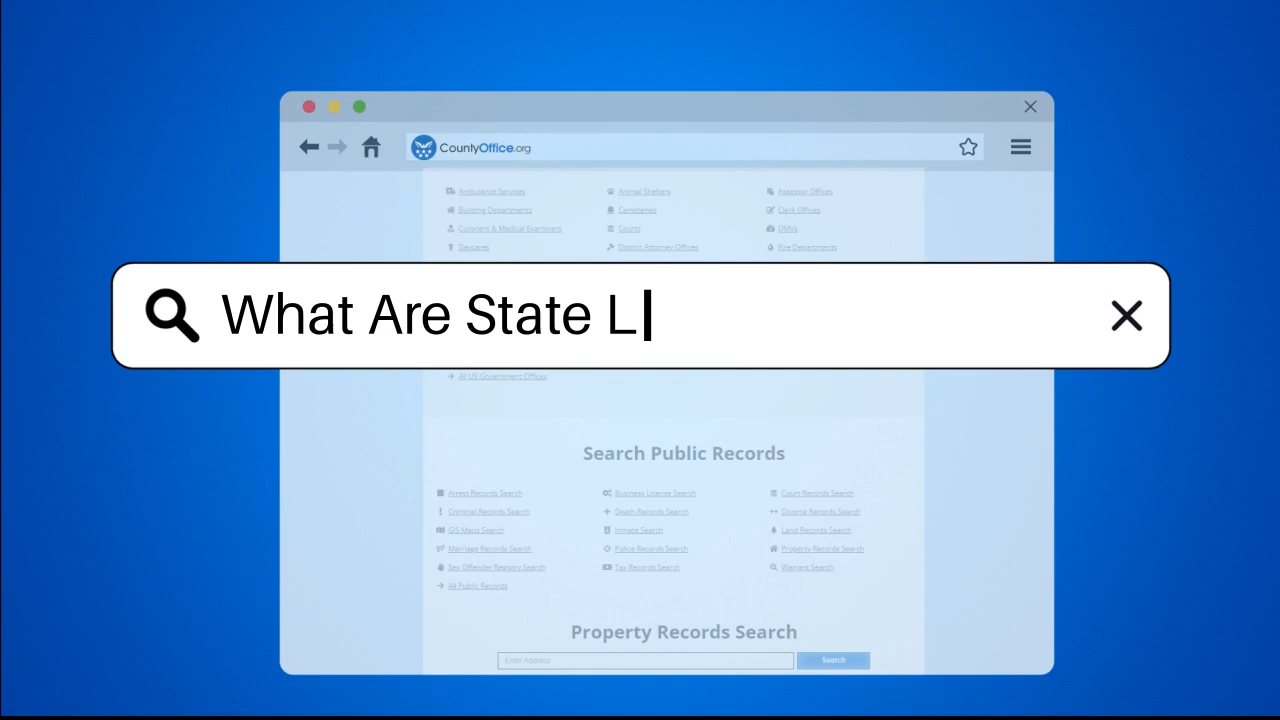 CountyOffice.org
Ambulance Services Animal Shelters Assessor Offices
Building Departments Cemeteries Clerk Offices
Coroners & Medical Examiners Courts DMVs
Daycares District Attorney Offices Fire Departments
What Are State L
All US Government Offices
Search Public Records
Arrest Records Search Business License Search Court Records Search
Criminal Records Search Death Records Search Divorce Records Search
GIS Maps Search Inmate Search Land Records Search
Marriage Records Search Police Records Search Property Records Search
Sex Offender Registry Search Tax Records Search Warrant Search
All Public Records
Property Records Search
Enter Address Search